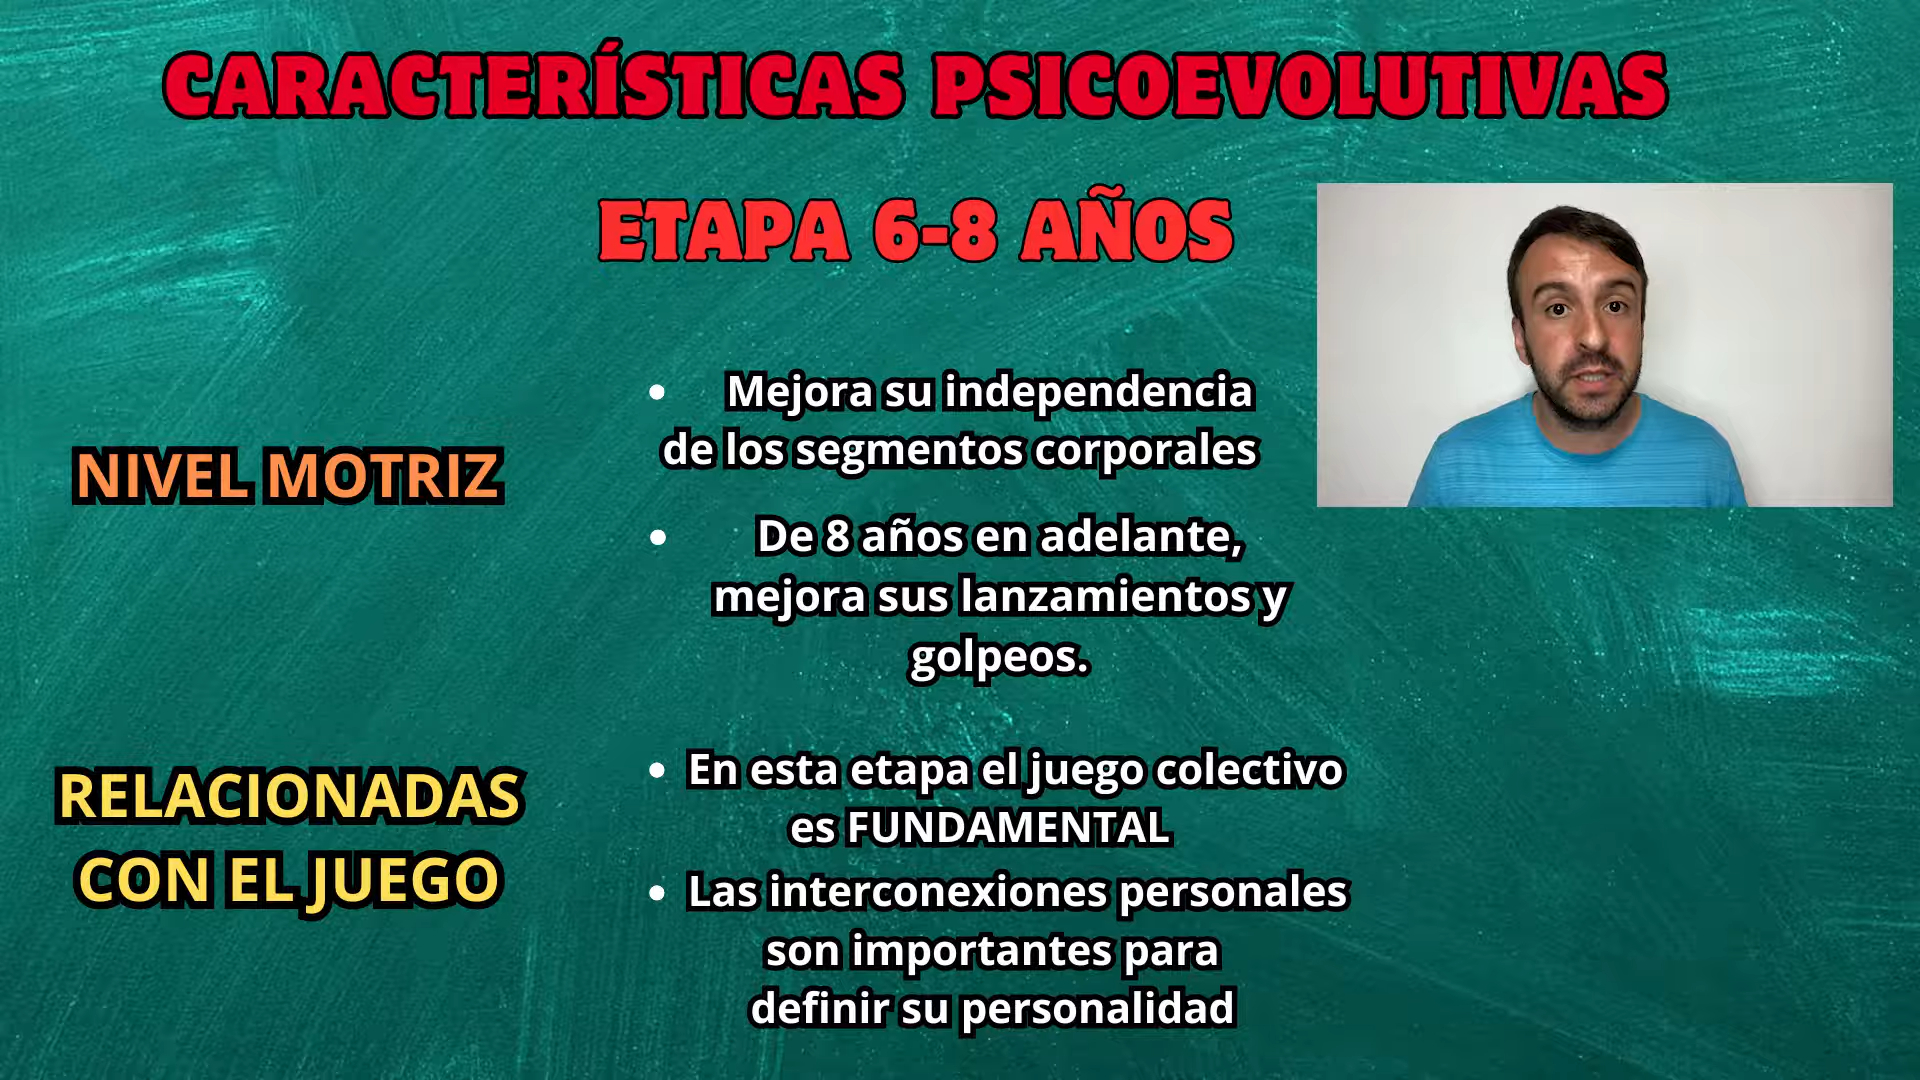 CARACTERÍSTICAS PSICOEVOLUTIVAS
ETAPA 6-8 AÑOS
NIVEL MOTRIZ
• Mejora su independencia
de los segmentos corporales
• De 8 años en adelante,
mejora sus lanzamientos y
golpeos.
RELACIONADAS
CON EL JUEGO
• En esta etapa el juego colectivo
es FUNDAMENTAL
• Las interconexiones personales
son importantes para
definir su personalidad